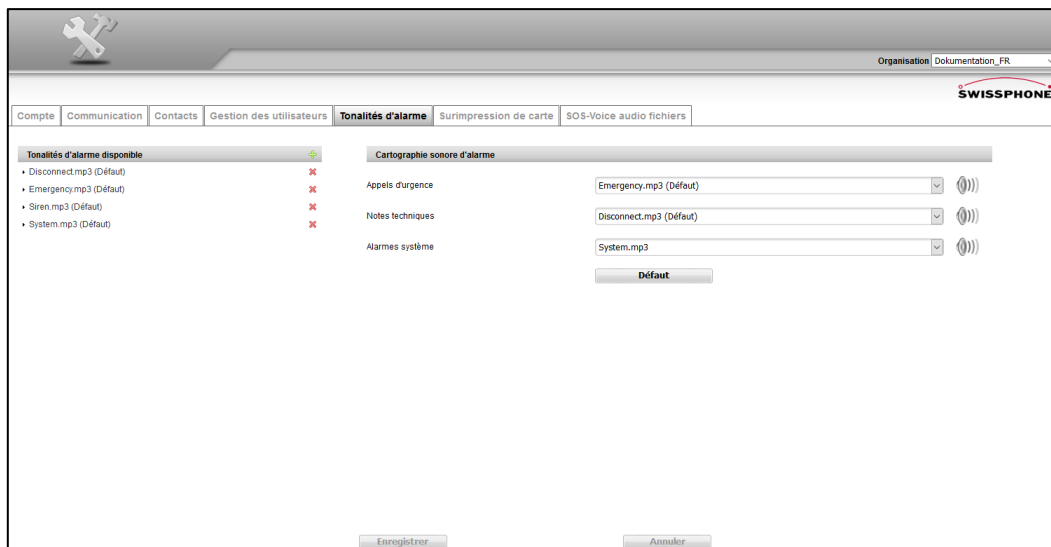 Organisation Dokumentation_FR
SWISSPHONE
Compte Communication Contacts Gestion des utilisateurs Tonalités d'alarme Surimpression de carte SOS-Voice audio fichiers
Tonalités d'alarme disponible
Disconnect.mp3 (Défaut)
Emergency.mp3 (Défaut)
Siren.mp3 (Défaut)
System.mp3 (Défaut)
Cartographie sonore d'alarme
Appels d'urgence Emergency.mp3 (Défaut)
Notes techniques Disconnect.mp3 (Défaut)
Alarmes système System.mp3
Défaut
Enregistrer Annuler